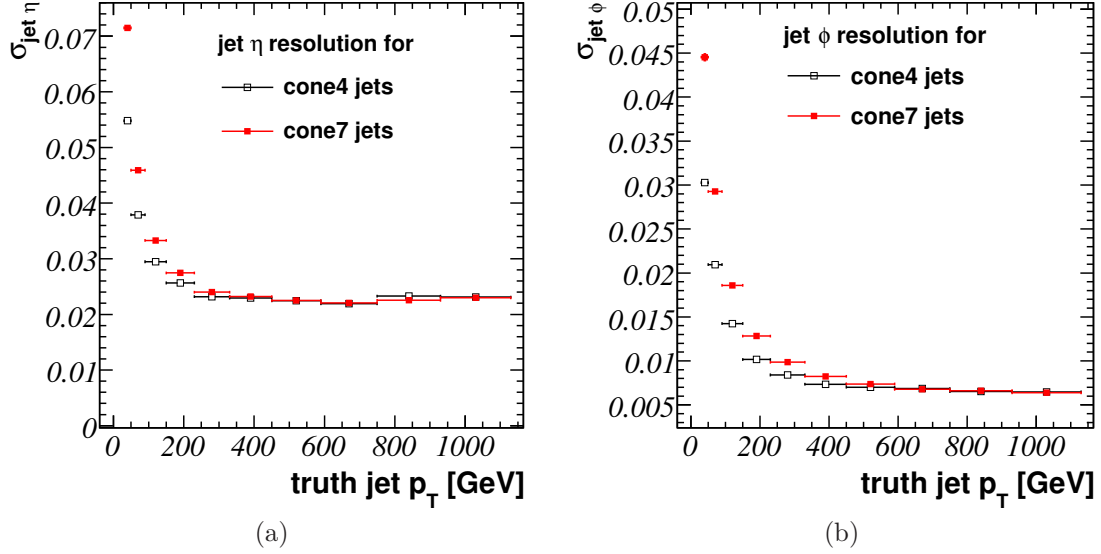 σjet η
0.07
0.06
0.05
0.04
0.03
0.02
0.01
0
jet η resolution for
cone4 jets
cone7 jets
0 200 400 600 800 1000
truth jet pT [GeV]
(a)
σjet ϕ
0.05
0.045
0.04
0.035
0.03
0.025
0.02
0.015
0.01
0.005
jet ϕ resolution for
cone4 jets
cone7 jets
0 200 400 600 800 1000
truth jet pT [GeV]
(b)